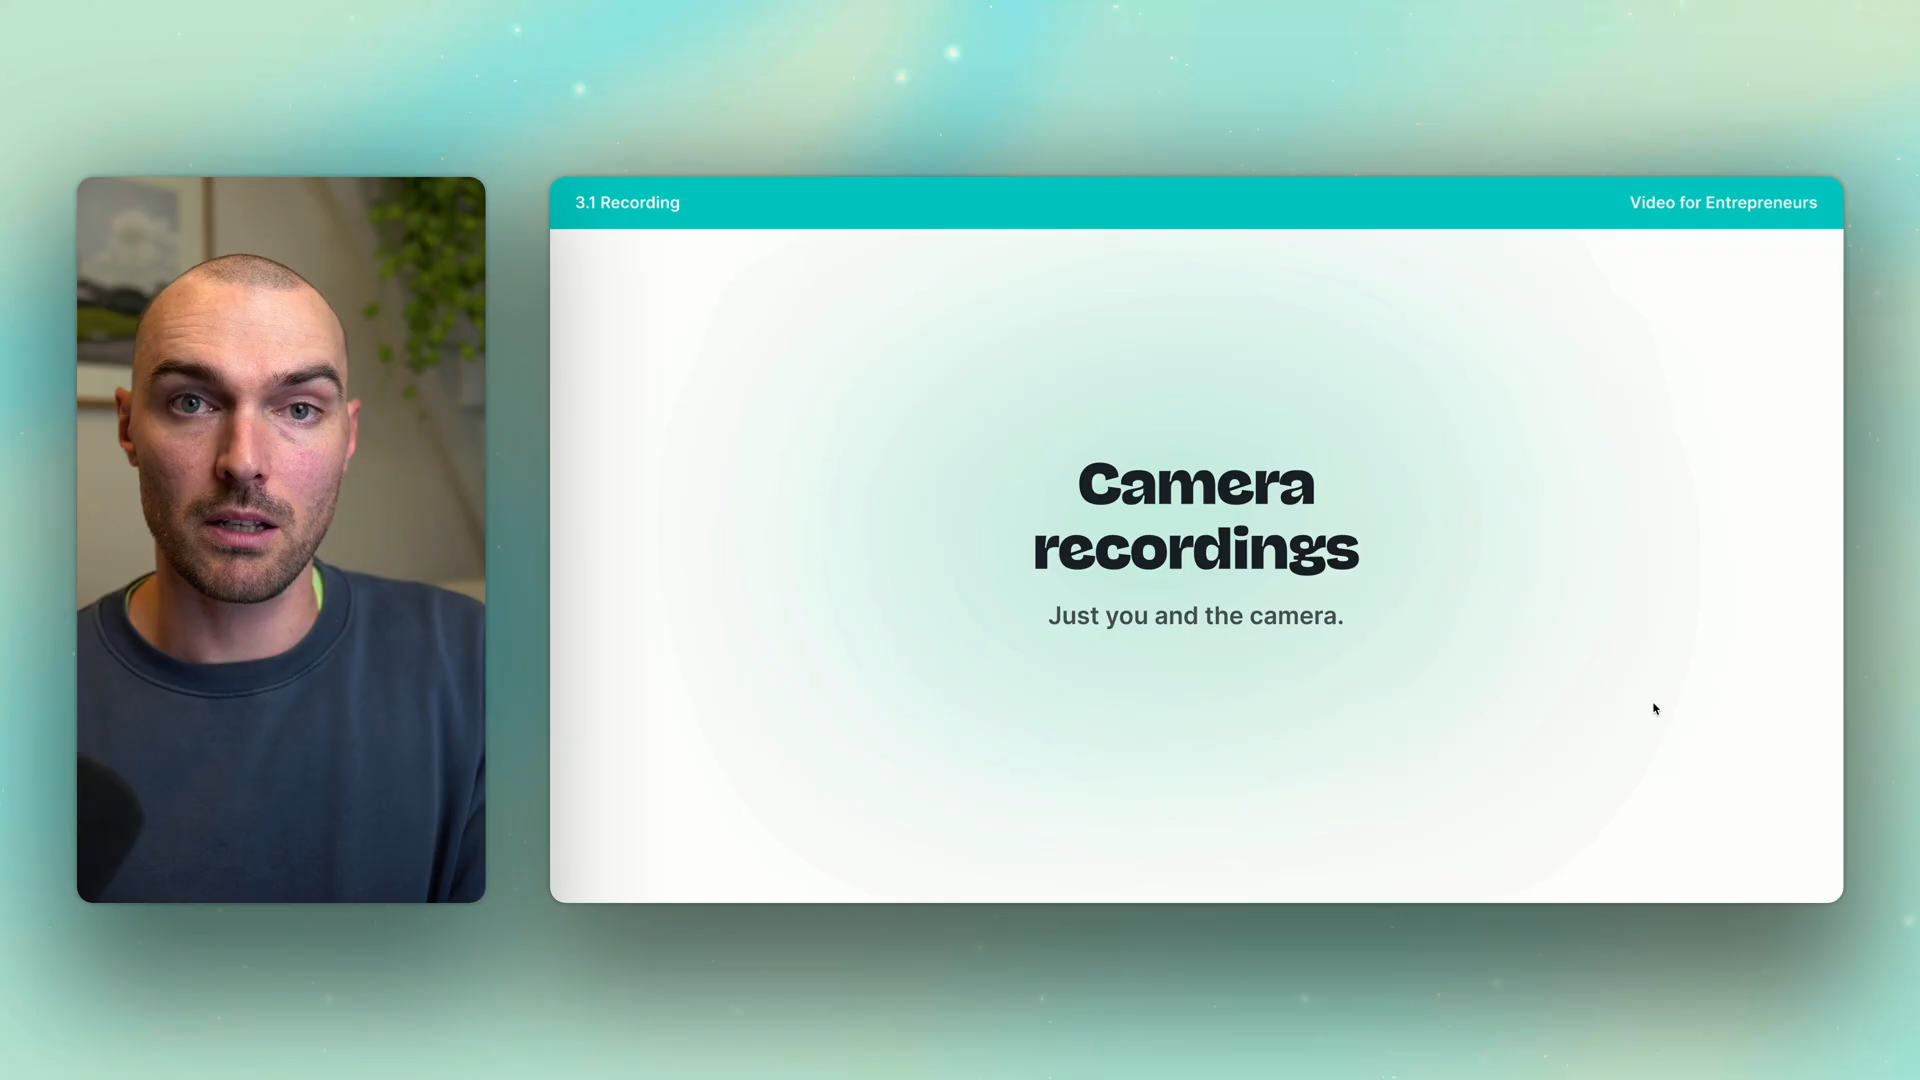 3.1 Recording
Video for Entrepreneurs
Camera
recordings
Just you and the camera.